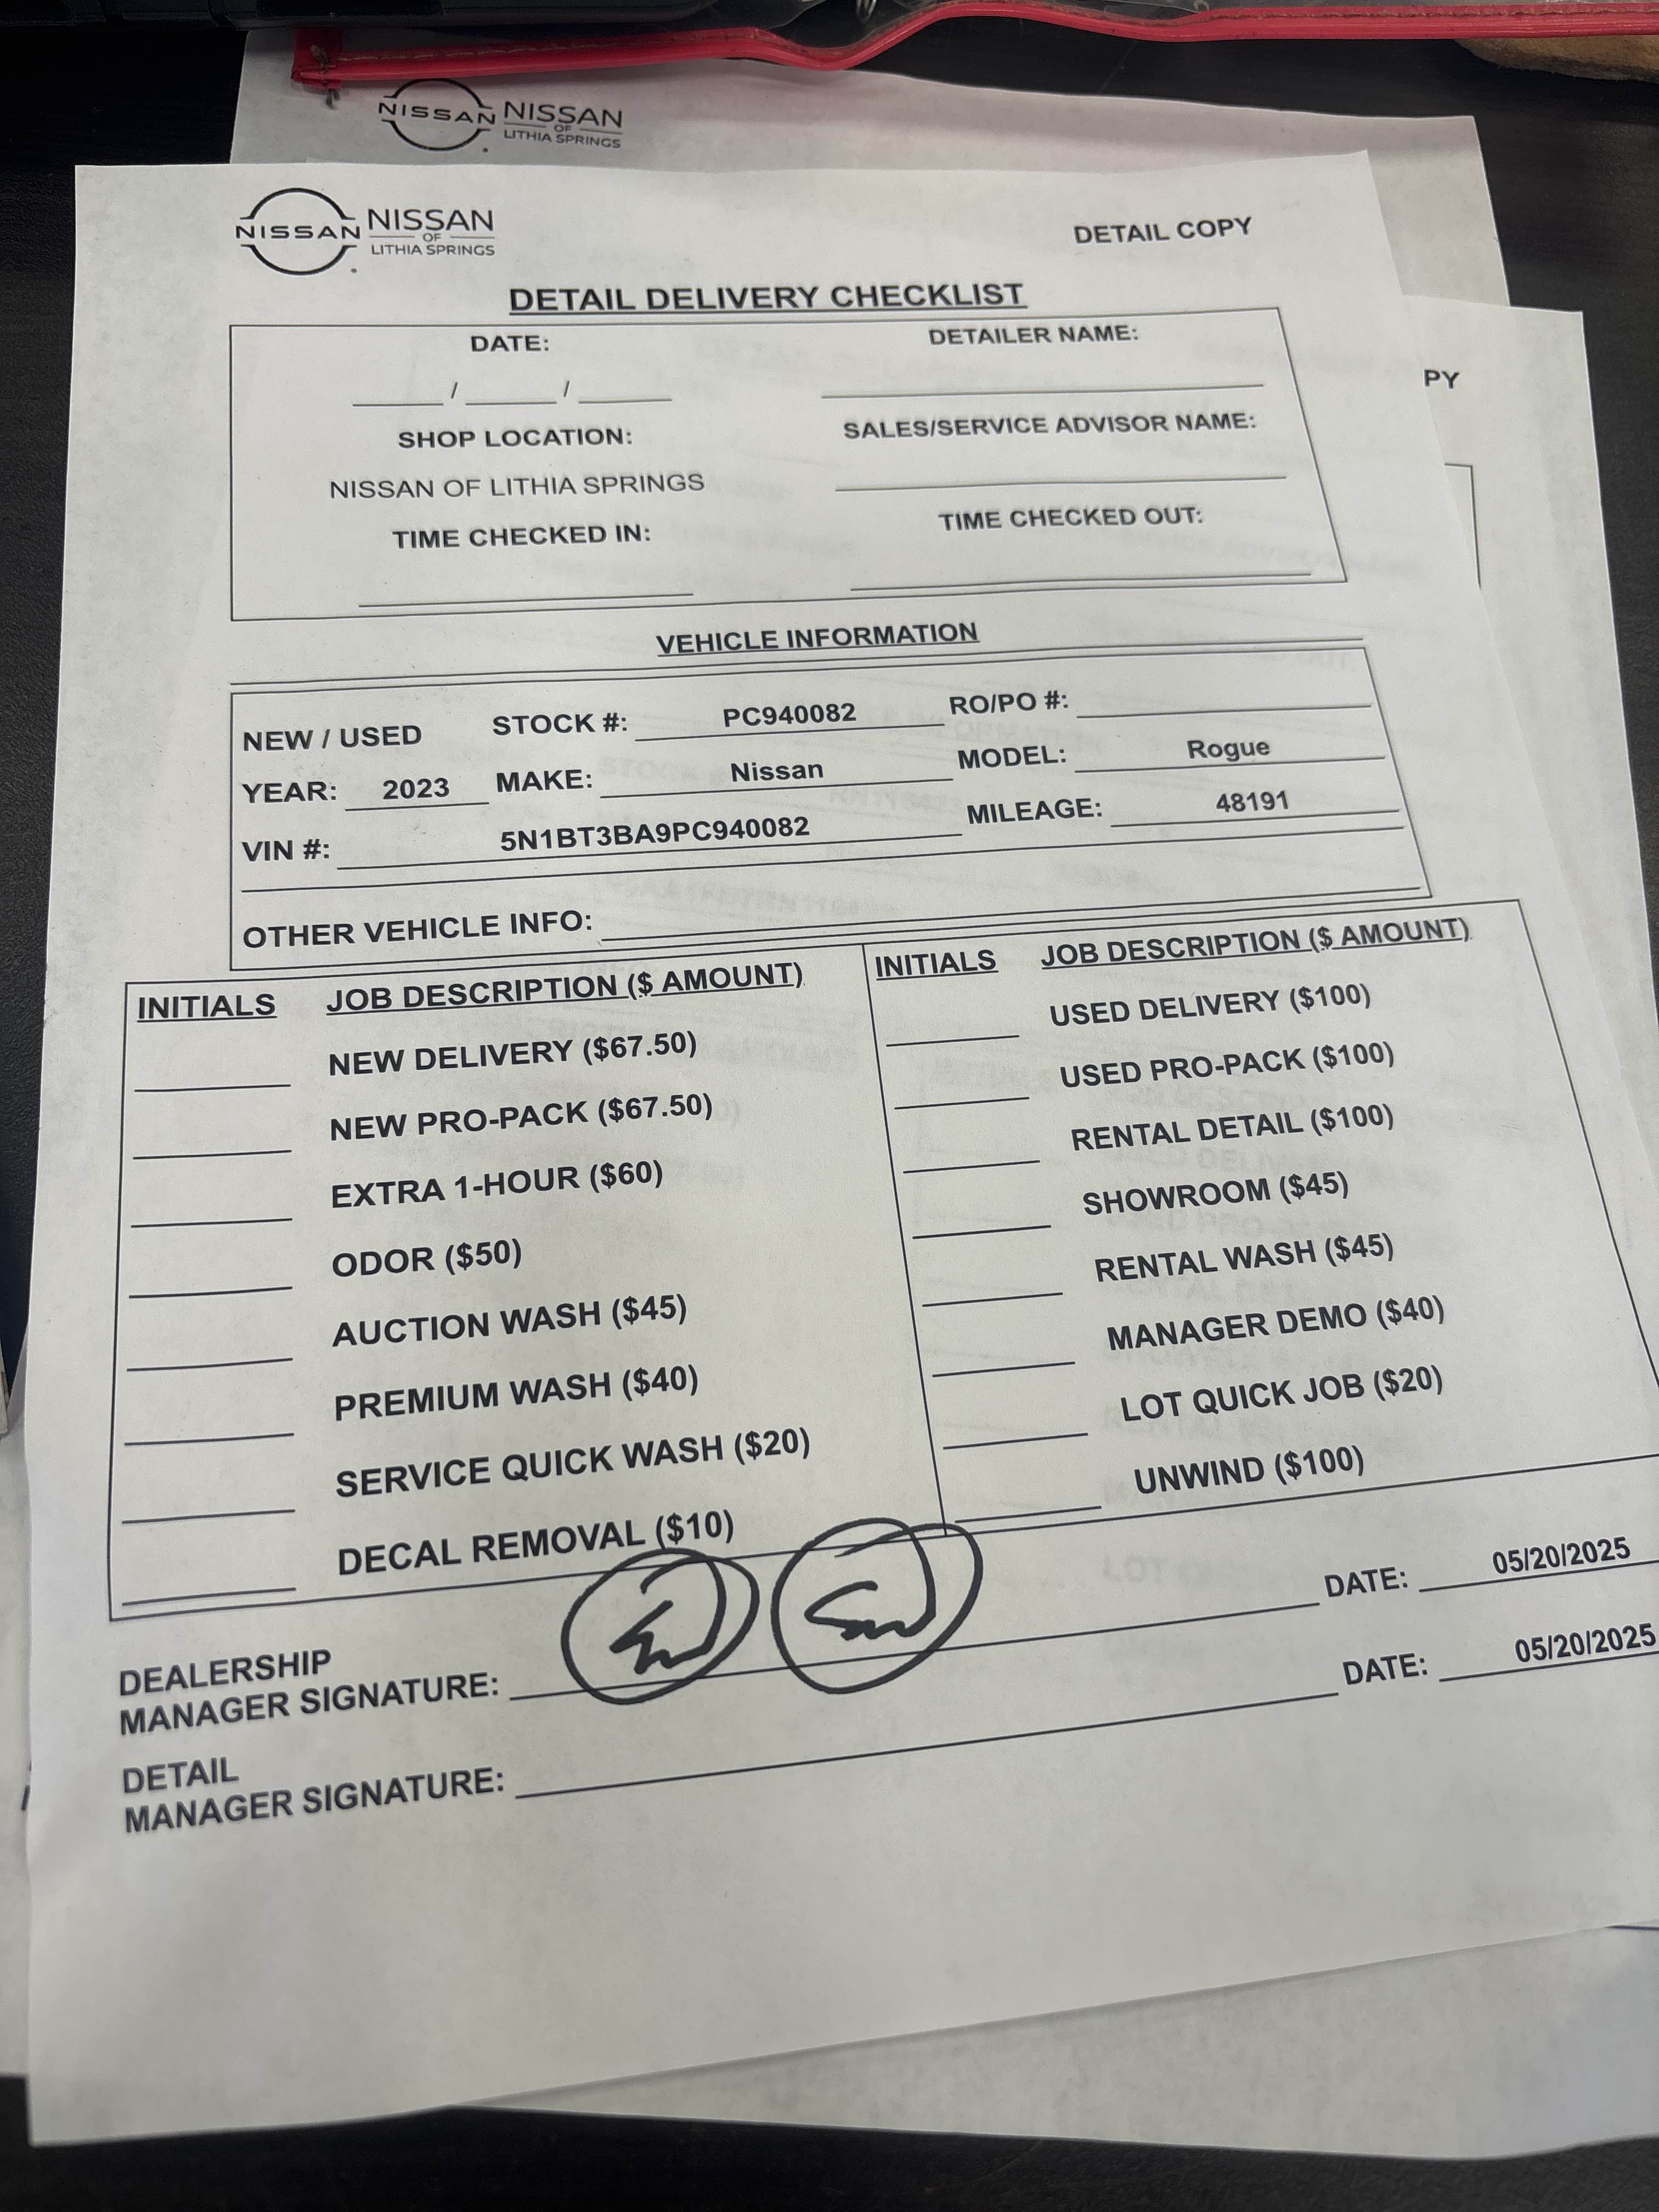 NISSAN NISSAN
OF
LITHIA SPRINGS
NISSAN NISSAN
OF
LITHIA SPRINGS
DETAIL COPY
PY
DETAIL DELIVERY CHECKLIST
DATE: DETAILER NAME:
____ / ____ / ____
SHOP LOCATION: SALES/SERVICE ADVISOR NAME:
NISSAN OF LITHIA SPRINGS
TIME CHECKED IN: TIME CHECKED OUT:
VEHICLE INFORMATION
NEW / USED STOCK #: PC940082 RO/PO #:
YEAR: 2023 MAKE: Nissan MODEL: Rogue
VIN #: 5N1BT3BA9PC940082 MILEAGE: 48191
OTHER VEHICLE INFO:
INITIALS JOB DESCRIPTION ($ AMOUNT)
NEW DELIVERY ($67.50)
NEW PRO-PACK ($67.50)
EXTRA 1-HOUR ($60)
ODOR ($50)
AUCTION WASH ($45)
PREMIUM WASH ($40)
SERVICE QUICK WASH ($20)
DECAL REMOVAL ($10)
INITIALS JOB DESCRIPTION ($ AMOUNT)
USED DELIVERY ($100)
USED PRO-PACK ($100)
RENTAL DETAIL ($100)
SHOWROOM ($45)
RENTAL WASH ($45)
MANAGER DEMO ($40)
LOT QUICK JOB ($20)
UNWIND ($100)
DEALERSHIP
MANAGER SIGNATURE: DATE: 05/20/2025
DETAIL
MANAGER SIGNATURE: DATE: 05/20/2025